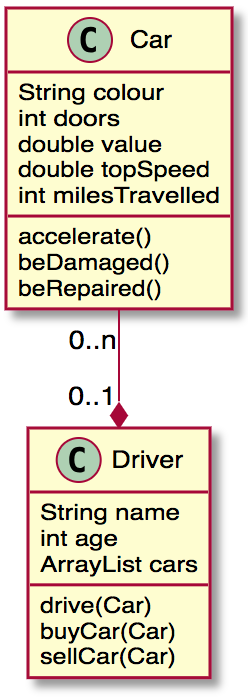 C Car
String colour
int doors
double value
double topSpeed
int milesTravelled
accelerate()
beDamaged()
beRepaired()
0..n
0..1
C Driver
String name
int age
ArrayList cars
drive(Car)
buyCar(Car)
sellCar(Car)